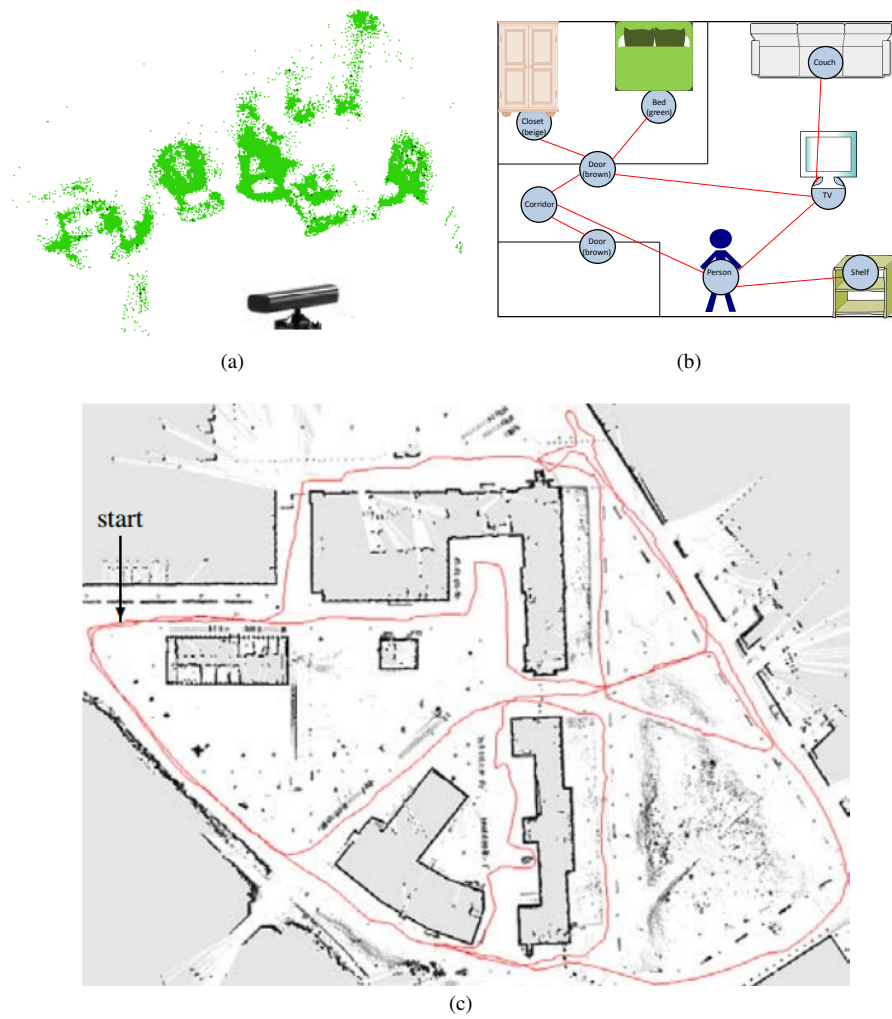 Couch
Bed
(green)
Closet
(beige)
Door
(brown)
TV
Corridor
Door
(brown)
Person
Shelf
(a)
(b)
start
(c)